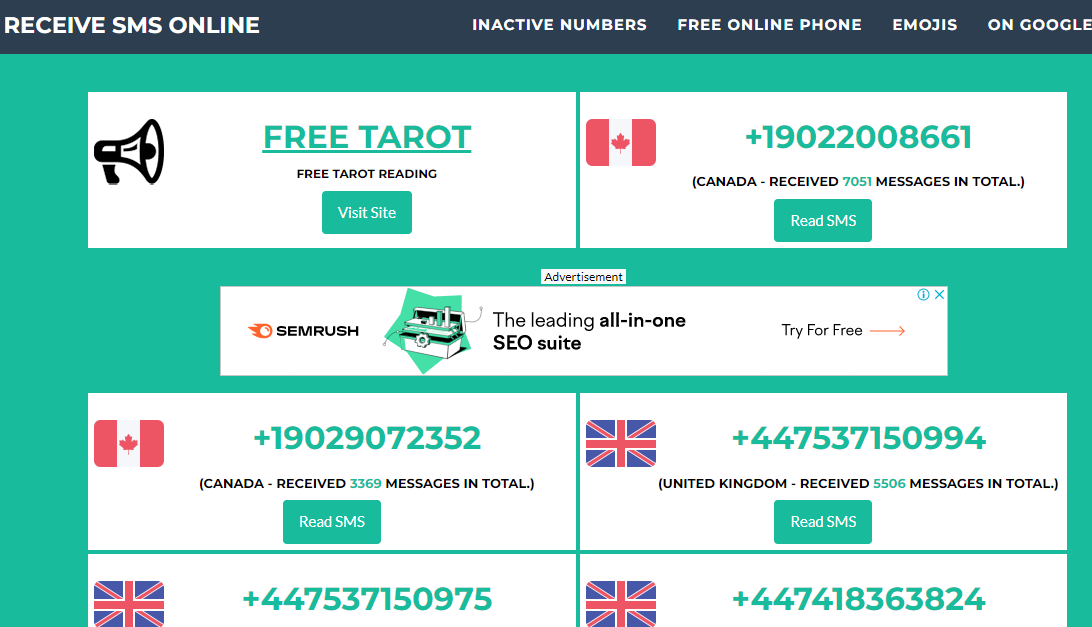 RECEIVE SMS ONLINE
INACTIVE NUMBERS FREE ONLINE PHONE EMOJIS ON GOOGLE
FREE TAROT
FREE TAROT READING
Visit Site
+19022008661
(CANADA - RECEIVED 7051 MESSAGES IN TOTAL.)
Read SMS
Advertisement
SEMRUSH
The leading all-in-one
SEO suite
Try For Free
+19029072352
(CANADA - RECEIVED 3369 MESSAGES IN TOTAL.)
Read SMS
+447537150994
(UNITED KINGDOM - RECEIVED 5506 MESSAGES IN TOTAL.)
Read SMS
+447537150975
+447418363824